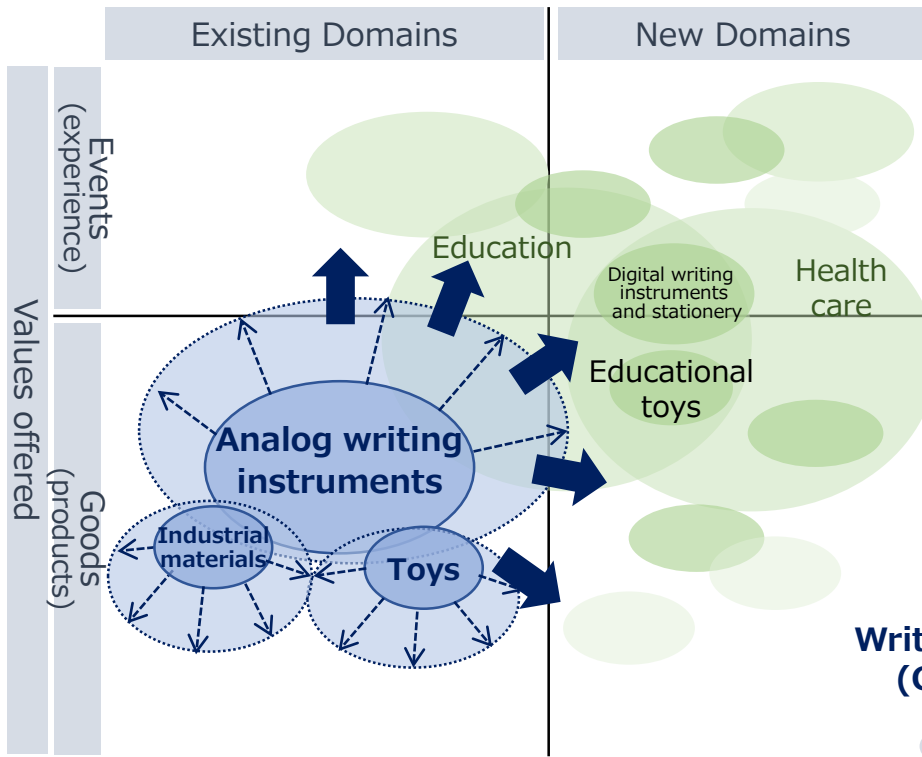 Existing Domains
New Domains
Values offered
Events
(experience)
Goods
(products)
Education
Digital writing
instruments
and stationery
Health
care
Educational
toys
Analog writing
instruments
Industrial
materials
Toys
Writ
(